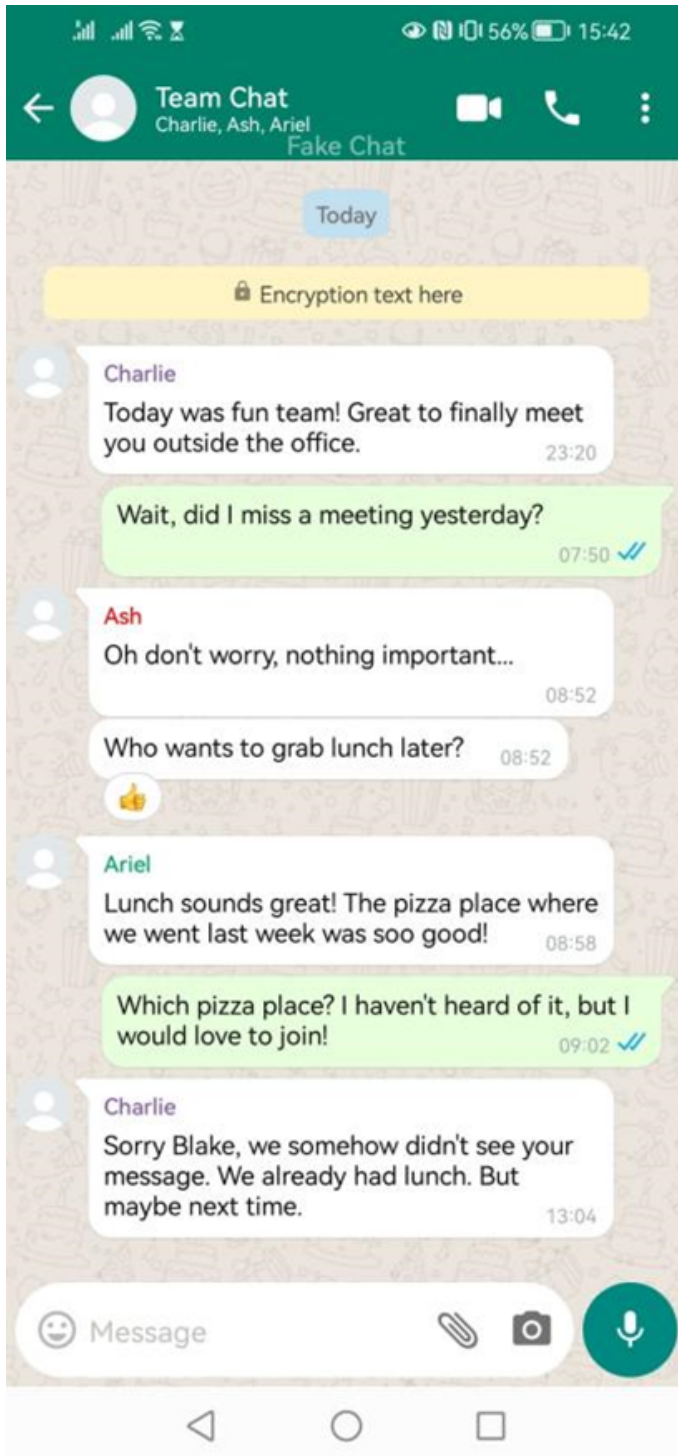 56% 15:42
Team Chat
Charlie, Ash, Ariel
Fake Chat
Today
Encryption text here
Charlie
Today was fun team! Great to finally meet
you outside the office.
23:20
Wait, did I miss a meeting yesterday?
07:50
Ash
Oh don't worry, nothing important...
08:52
Who wants to grab lunch later? 08:52
Ariel
Lunch sounds great! The pizza place where
we went last week was soo good! 08:58
Which pizza place? I haven't heard of it, but I
would love to join! 09:02
Charlie
Sorry Blake, we somehow didn't see your
message. We already had lunch. But
maybe next time. 13:04
Message